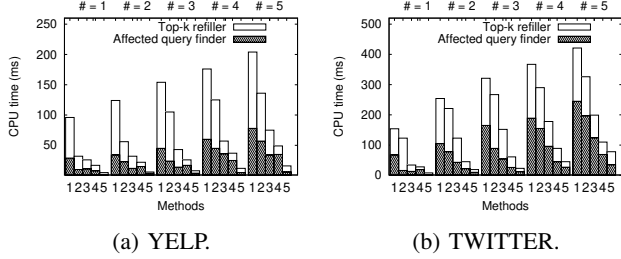 # = 1 # = 2 # = 3 # = 4 # = 5
Top-k refiller
Affected query finder
250
200
150
100
50
CPU time (ms)
12345 12345 12345 12345 12345
Methods
(a) YELP.
# = 1 # = 2 # = 3 # = 4 # = 5
Top-k refiller
Affected query finder
500
400
300
200
100
0
CPU time (ms)
12345 12345 12345 12345 12345
Methods
(b) TWITTER.